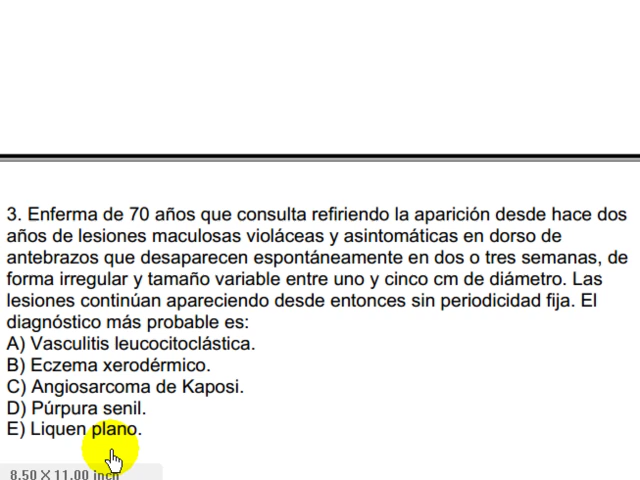 3. Enferma de 70 años que consulta refiriendo la aparición desde hace dos
años de lesiones maculosas violáceas y asintomáticas en dorso de
antebrazos que desaparecen espontáneamente en dos o tres semanas, de
forma irregular y tamaño variable entre uno y cinco cm de diámetro. Las
lesiones continúan apareciendo desde entonces sin periodicidad fija. El
diagnóstico más probable es:
A) Vasculitis leucocitoclástica.
B) Eczema xerodérmico.
C) Angiosarcoma de Kaposi.
D) Púrpura senil.
E) Liquen plano.
8.50 X 11.00 inch